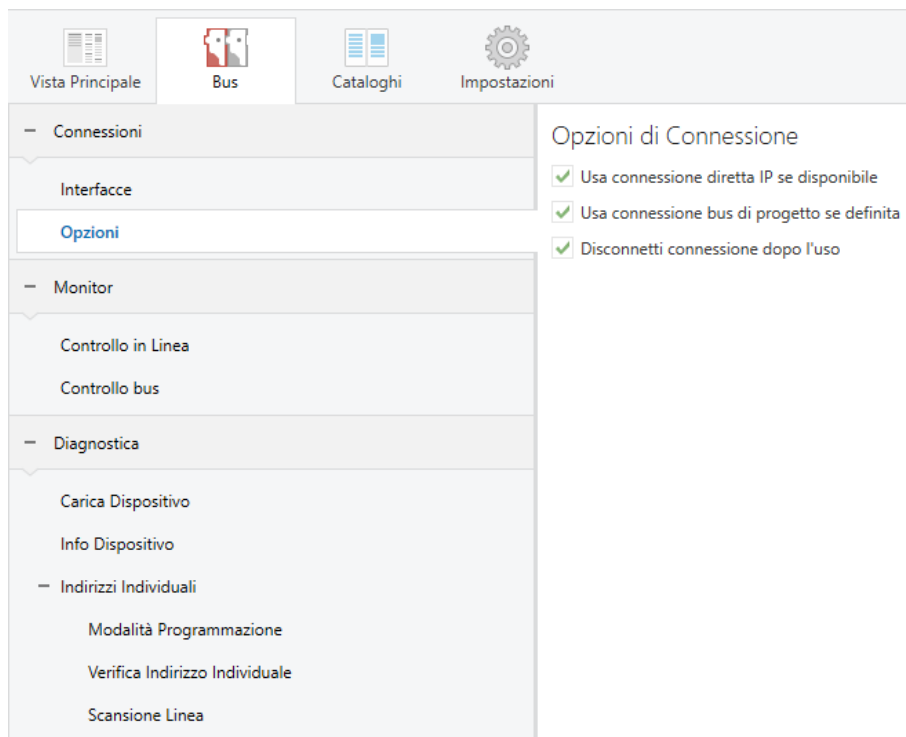 Vista Principale
Bus
Cataloghi
Impostazioni
Connessioni
Interfacce
Opzioni
Monitor
Controllo in Linea
Controllo bus
Diagnostica
Carica Dispositivo
Info Dispositivo
Indirizzi Individuali
Modalità Programmazione
Verifica Indirizzo Individuale
Scansione Linea
Opzioni di Connessione
Usa connessione diretta IP se disponibile
Usa connessione bus di progetto se definita
Disconnetti connessione dopo l'uso